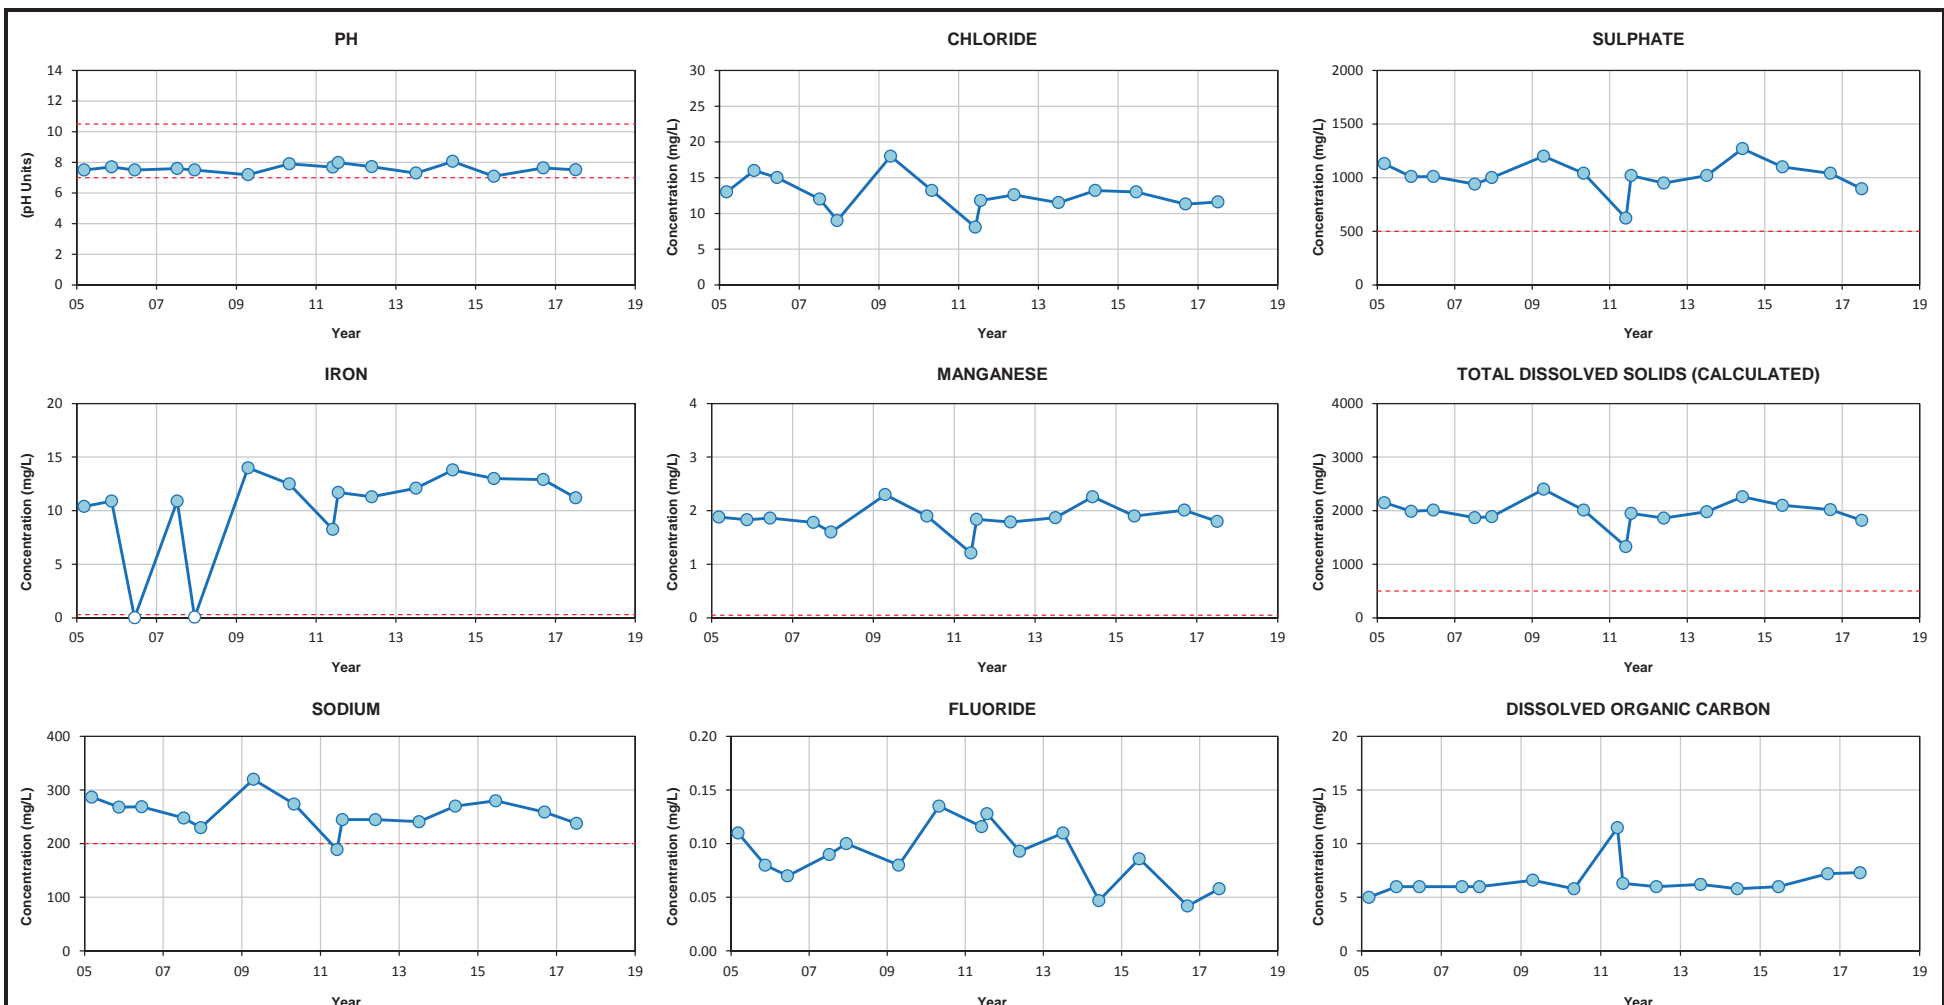 PH
14
12
10
8
6
4
2
0
(pH Units)
05 07 09 11 13 15 17 19
Year
CHLORIDE
30
25
20
15
10
5
0
Concentration (mg/L)
05 07 09 11 13 15 17 19
Year
SULPHATE
2000
1500
1000
500
0
Concentration (mg/L)
05 07 09 11 13 15 17 19
Year
IRON
20
15
10
5
0
Concentration (mg/L)
05 07 09 11 13 15 17 19
Year
MANGANESE
4
3
2
1
0
Concentration (mg/L)
05 07 09 11 13 15 17 19
Year
TOTAL DISSOLVED SOLIDS (CALCULATED)
4000
3000
2000
1000
0
Concentration (mg/L)
05 07 09 11 13 15 17 19
Year
SODIUM
400
300
200
100
0
Concentration (mg/L)
05 07 09 11 13 15 17 19
Year
FLUORIDE
0.20
0.15
0.10
0.05
0.00
Concentration (mg/L)
05 07 09 11 13 15 17 19
Year
DISSOLVED ORGANIC CARBON
20
15
10
5
0
Concentration (mg/L)
05 07 09 11 13 15 17 19
Year